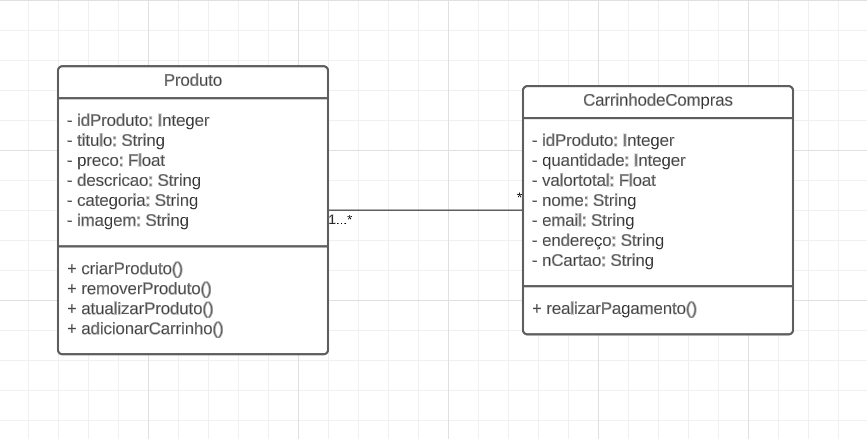 Produto
- idProduto: Integer
- titulo: String
- preco: Float
- descricao: String
- categoria: String
- imagem: String
+ criarProduto()
+ removerProduto()
+ atualizarProduto()
+ adicionarCarrinho()
1...*
*
CarrinhodeCompras
- idProduto: Integer
- quantidade: Integer
- valortotal: Float
- nome: String
- email: String
- endereço: String
- nCartao: String
+ realizarPagamento()